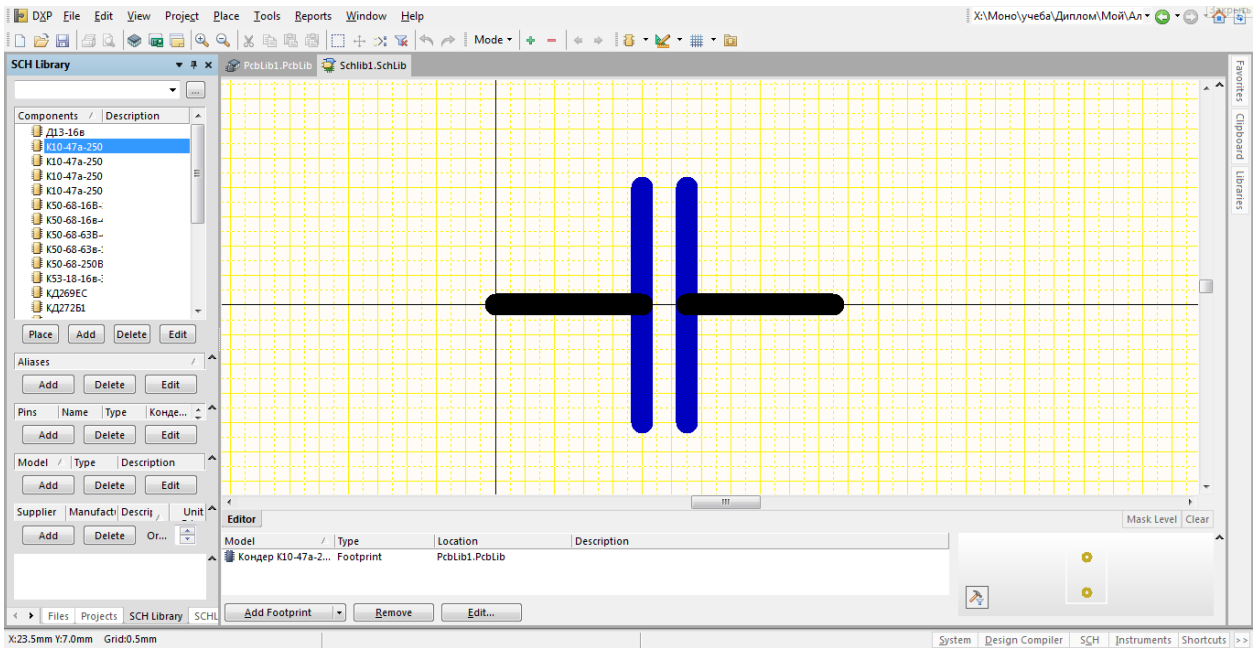 DXP File Edit View Project Place Tools Reports Window Help X:\Моно\учеба\Диплом\Мой\Ал
Mode
SCH Library PcbLib1.PcbLib Schlib1.SchLib
Components / Description
Д13-16в
К10-47а-250
К10-47а-250
К10-47а-250
К10-47а-250
К50-68-16В-
К50-68-16в-
К50-68-63В-
К50-68-63в-
К50-68-250В
К53-18-16в-
КД269ЕС
КД272Б1
Place Add Delete Edit
Aliases /
Add Delete Edit
Pins Name Type Конде...
Add Delete Edit
Model / Type Description
Add Delete Edit
Supplier Manufactu Descrip / Unit
Add Delete Or...
Files Projects SCH Library SCHL
Favorites
Clipboard
Libraries
Editor Mask Level Clear
Model / Type Location Description
Кондер К10-47а-2... Footprint PcbLib1.PcbLib
Add Footprint Remove Edit...
X:23.5mm Y:7.0mm Grid:0.5mm System Design Compiler SCH Instruments Shortcuts >>